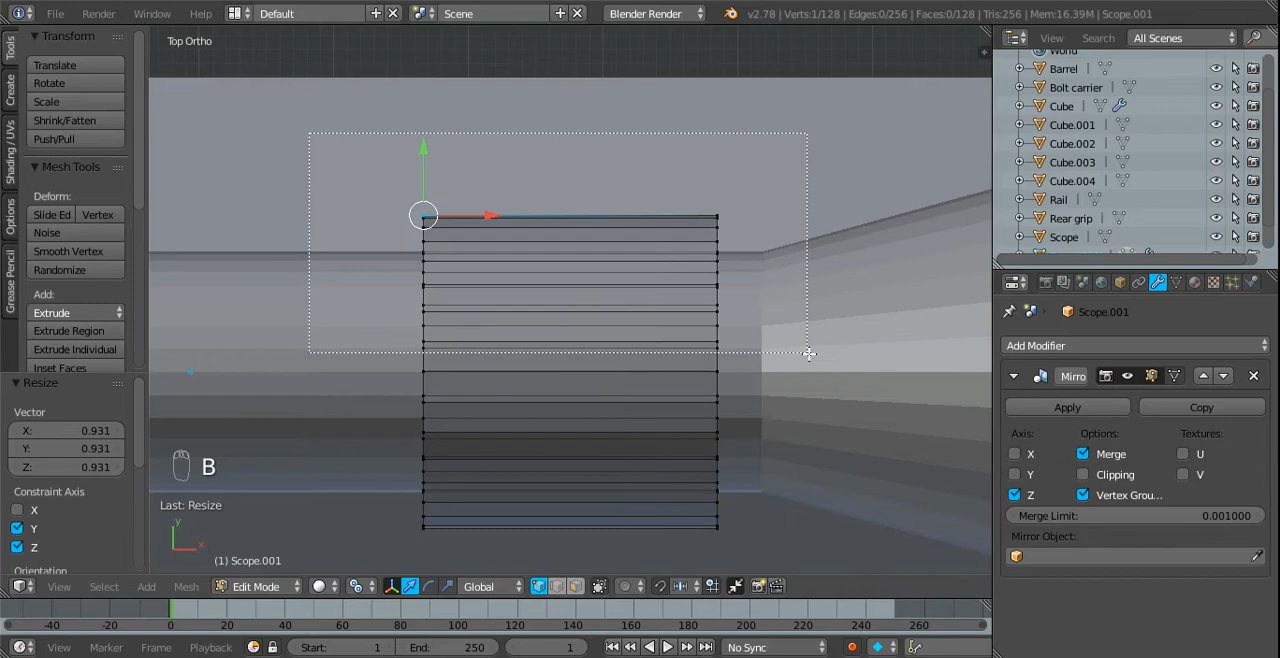 File Render Window Help Default Scene Blender Render v2.78 | Verts:1/128 | Edges:0/256 | Faces:0/128 | Tris:256 | Mem:16.39M | Scope.001
Tools
Create
Shading / UVs
Options
Grease Pencil
Transform
Translate
Rotate
Scale
Shrink/Fatten
Push/Pull
Mesh Tools
Deform:
Slide Ed Vertex
Noise
Smooth Vertex
Randomize
Add:
Extrude
Extrude Region
Extrude Individual
Inset Faces
Resize
Vector
X: 0.931
Y: 0.931
Z: 0.931
Constraint Axis
X
Y
Z
Orientation
Top Ortho
B
Last: Resize
y
x
(1) Scope.001
View Select Add Mesh Edit Mode Global
View Search All Scenes
World
Barrel
Bolt carrier
Cube
Cube.001
Cube.002
Cube.003
Cube.004
Rail
Rear grip
Scope
Scope.001
Add Modifier
Mirro
Apply Copy
Axis: Options: Textures:
X Merge U
Y Clipping V
Z Vertex Grou...
Merge Limit: 0.001000
Mirror Object:
-40 -20 0 20 40 60 80 100 120 140 160 180 200 220 240 260
View Marker Frame Playback Start: 1 End: 250 1 No Sync